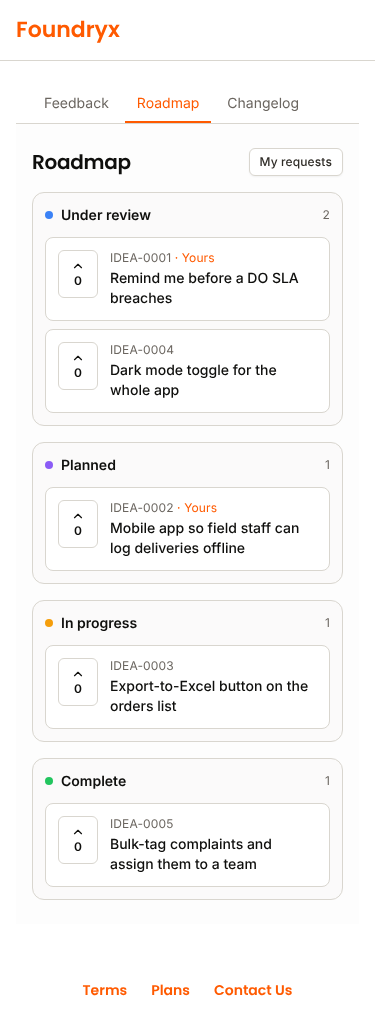 Foundryx
Feedback Roadmap Changelog
Roadmap My requests
Under review 2
IDEA-0001 · Yours
0 Remind me before a DO SLA
breaches
IDEA-0004
0 Dark mode toggle for the
whole app
Planned 1
IDEA-0002 · Yours
0 Mobile app so field staff can
log deliveries offline
In progress 1
IDEA-0003
0 Export-to-Excel button on the
orders list
Complete 1
IDEA-0005
0 Bulk-tag complaints and
assign them to a team
Terms Plans Contact Us